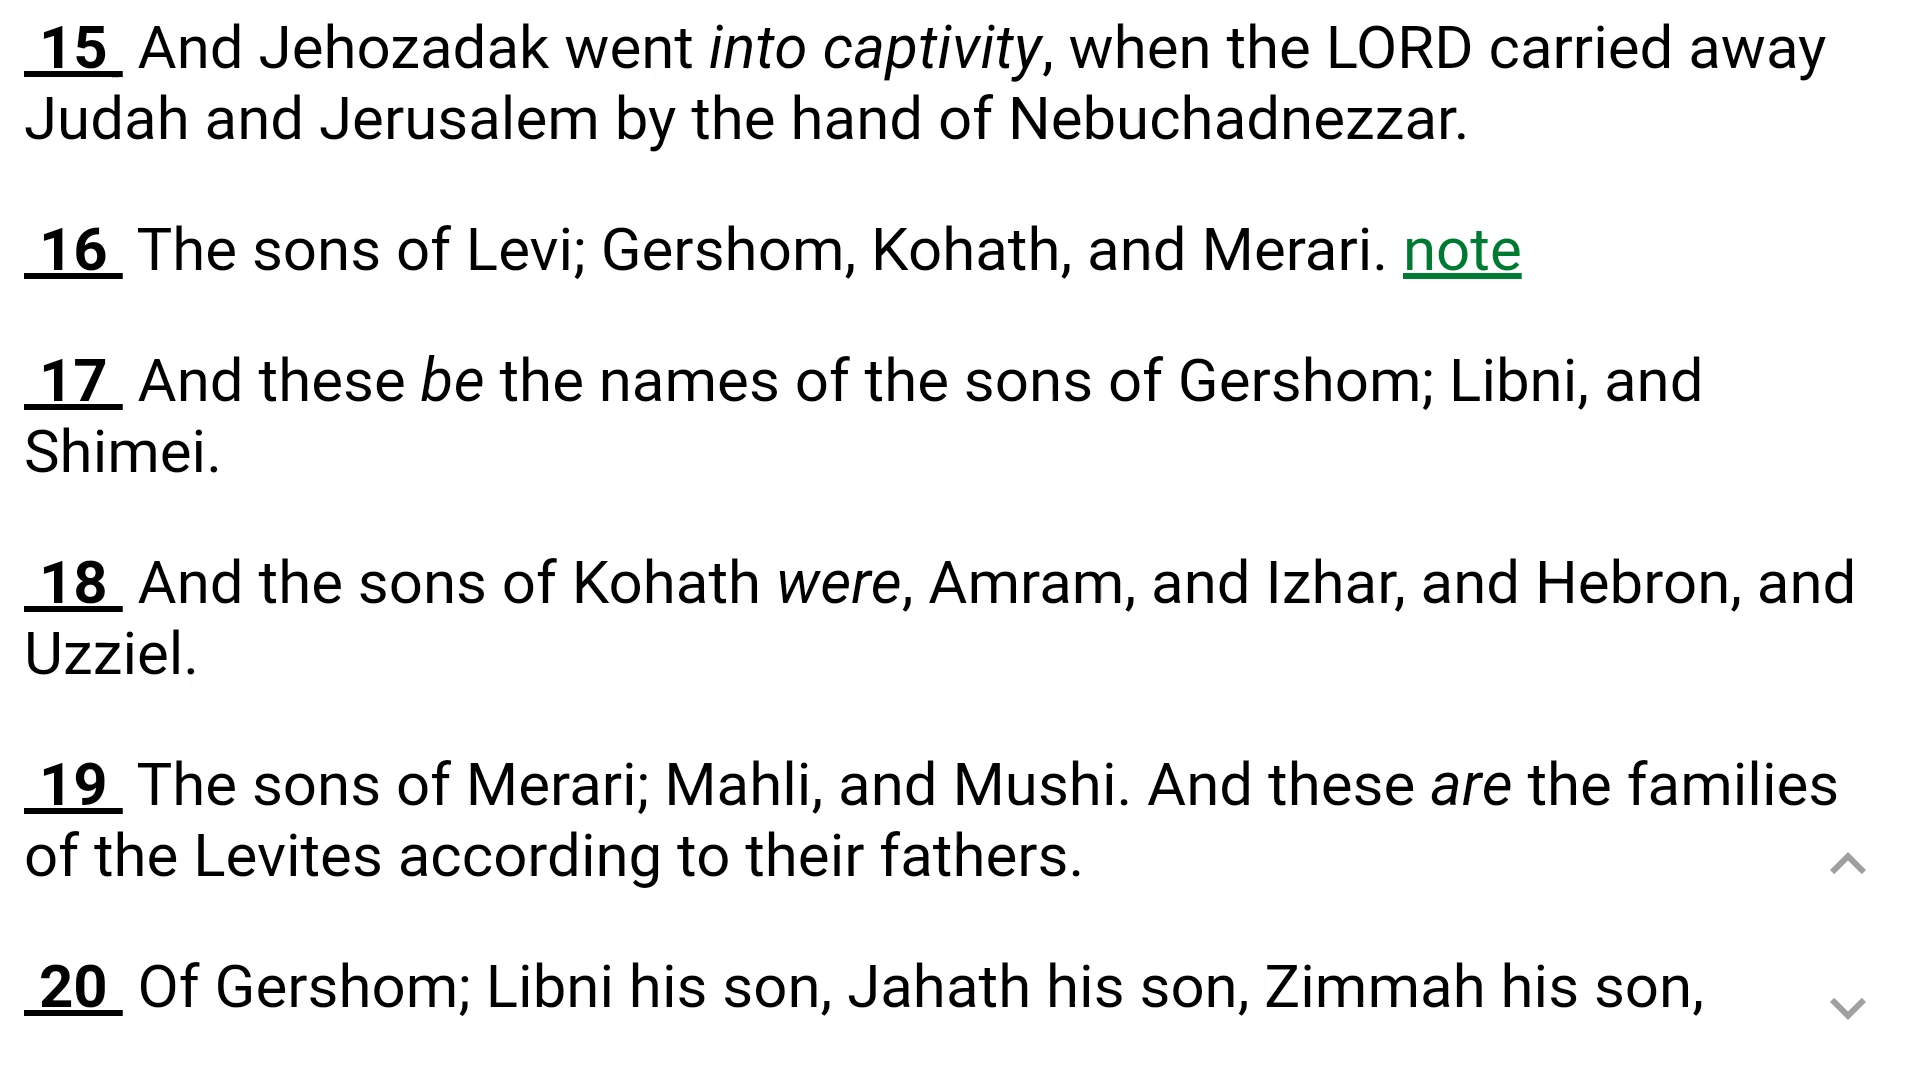 15 And Jehozadak went into captivity, when the LORD carried away
Judah and Jerusalem by the hand of Nebuchadnezzar.
16 The sons of Levi; Gershom, Kohath, and Merari. note
17 And these be the names of the sons of Gershom; Libni, and
Shimei.
18 And the sons of Kohath were, Amram, and Izhar, and Hebron, and
Uzziel.
19 The sons of Merari; Mahli, and Mushi. And these are the families
of the Levites according to their fathers.
20 Of Gershom; Libni his son, Jahath his son, Zimmah his son,